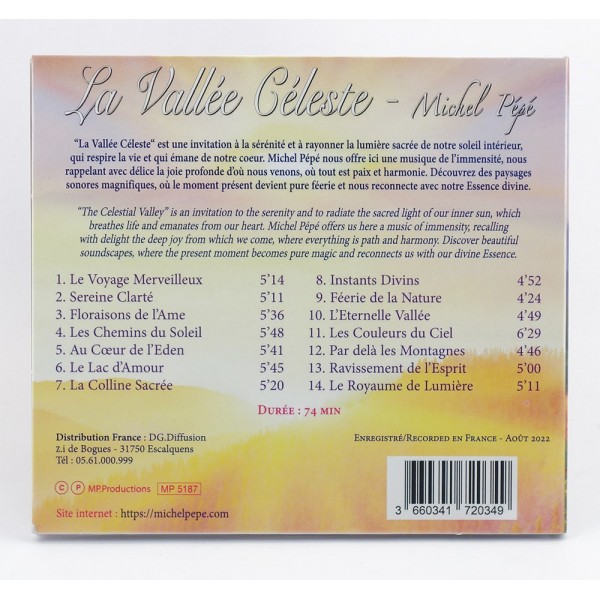 La Vallée Céleste - Michel Pépé
“La Vallée Céleste“ est une invitation à la sérénité et à rayonner la lumière sacrée de notre soleil intérieur,
qui respire la vie et qui émane de notre coeur. Michel Pépé nous offre ici une musique de l’immensité, nous
rappelant avec délice la joie profonde d’où nous venons, où tout est paix et harmonie. Découvrez des paysages
sonores magnifiques, où le moment présent devient pure féerie et nous reconnecte avec notre Essence divine.
“The Celestial Valley” is an invitation to the serenity and to radiate the sacred light of our inner sun, which
breathes life and emanates from our heart. Michel Pépé offers us here a music of immensity, recalling
with delight the deep joy from which we come, where everything is path and harmony. Discover beautiful
soundscapes, where the present moment becomes pure magic and reconnects us with our divine Essence.
1. Le Voyage Merveilleux 5’14
2. Sereine Clarté 5’11
3. Floraisons de l’Ame 5’36
4. Les Chemins du Soleil 5’48
5. Au Cœur de l’Eden 5’41
6. Le Lac d’Amour 5’45
7. La Colline Sacrée 5’20
8. Instants Divins 4’52
9. Féerie de la Nature 4’24
10. L’Eternelle Vallée 4’49
11. Les Couleurs du Ciel 6’29
12. Par delà les Montagnes 4’46
13. Ravissement de l’Esprit 5’00
14. Le Royaume de Lumière 5’11
Durée : 74 min
Distribution France : DG.Diffusion
z.i de Bogues - 31750 Escalquens
Tél : 05.61.000.999
Enregistré/Recorded en France - Août 2022
C P MP.Productions MP 5187
Site internet : https://michelpepe.com
3 660341 720349